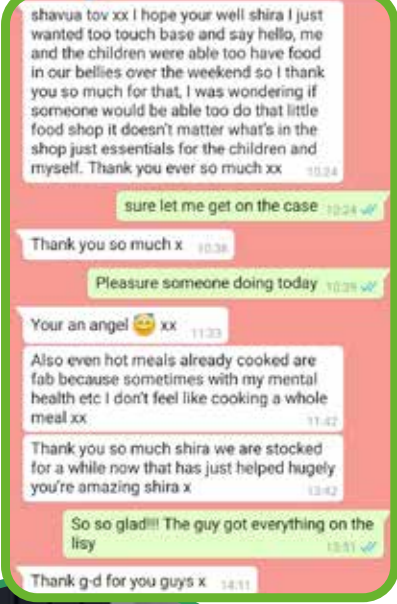 shavua tov xx I hope your well shira I just
wanted too touch base and say hello, me
and the children were able too have food
in our bellies over the weekend so I thank
you so much for that, I was wondering if
someone would be able too do that little
food shop it doesn't matter what's in the
shop just essentials for the children and
myself. Thank you ever so much xx 10:24
sure let me get on the case 10:24
Thank you so much x 10:38
Pleasure someone doing today 10:39
Your an angel 😇 xx 11:33
Also even hot meals already cooked are
fab because sometimes with my mental
health etc I don't feel like cooking a whole
meal xx 11:42
Thank you so much shira we are stocked
for a while now that has just helped hugely
you're amazing shira x 13:42
So so glad!!! The guy got everything on the
lisy 13:51
Thank g-d for you guys x 14:11